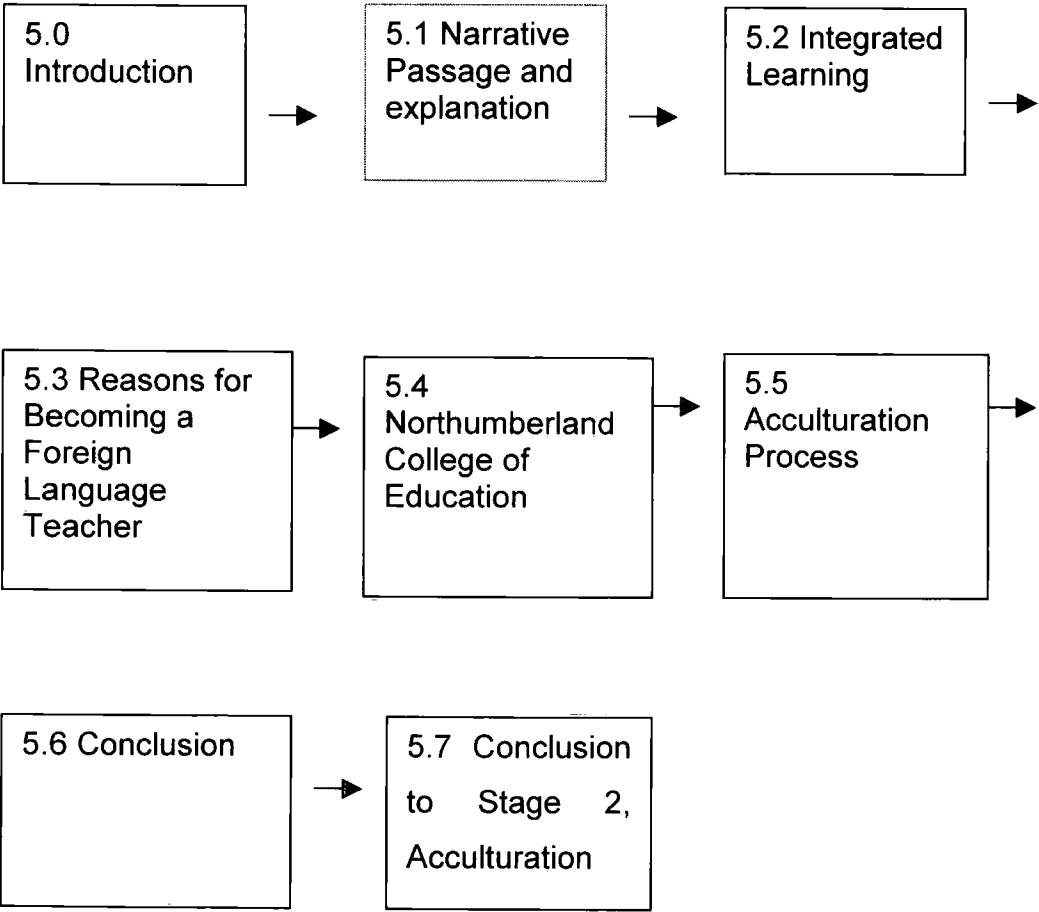 5.0
Introduction
5.1 Narrative
Passage and
explanation
5.2 Integrated
Learning
5.3 Reasons for
Becoming a
Foreign
Language
Teacher
5.4
Northumberland
College of
Education
5.5
Acculturation
Process
5.6 Conclusion
5.7 Conclusion
to Stage 2,
Acculturation